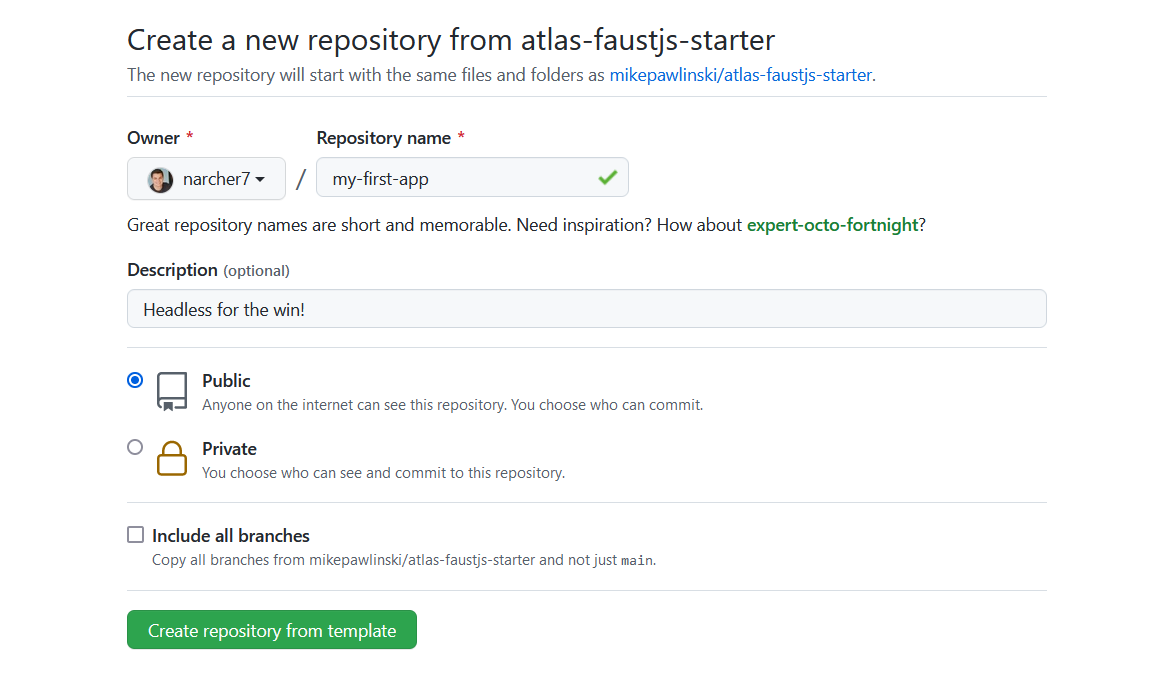 Create a new repository from atlas-faustjs-starter
The new repository will start with the same files and folders as mikepawlinski/atlas-faustjs-starter.
Owner * Repository name *
narcher7 / my-first-app
Great repository names are short and memorable. Need inspiration? How about expert-octo-fortnight?
Description (optional)
Headless for the win!
Public
Anyone on the internet can see this repository. You choose who can commit.
Private
You choose who can see and commit to this repository.
Include all branches
Copy all branches from mikepawlinski/atlas-faustjs-starter and not just main.
Create repository from template